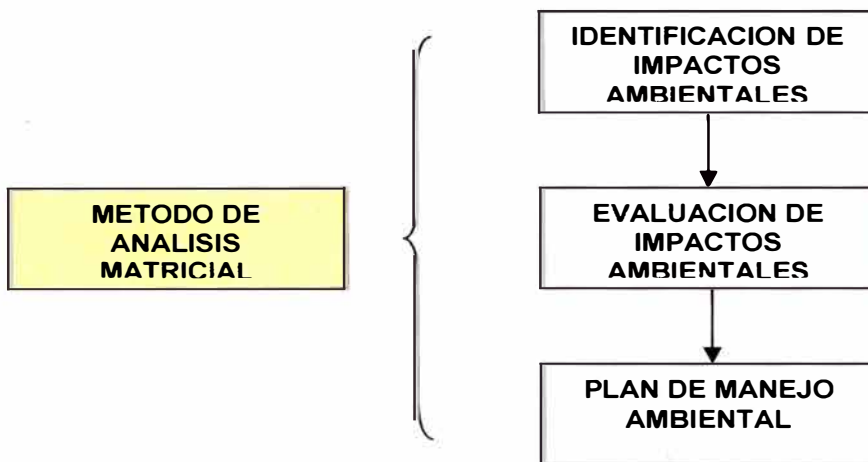 METODO DE
ANALISIS
MATRICIAL
IDENTIFICACION DE
IMPACTOS
AMBIENTALES
EVALUACION DE
IMPACTOS
AMBIENTALES
PLAN DE MANEJO
AMBIENTAL